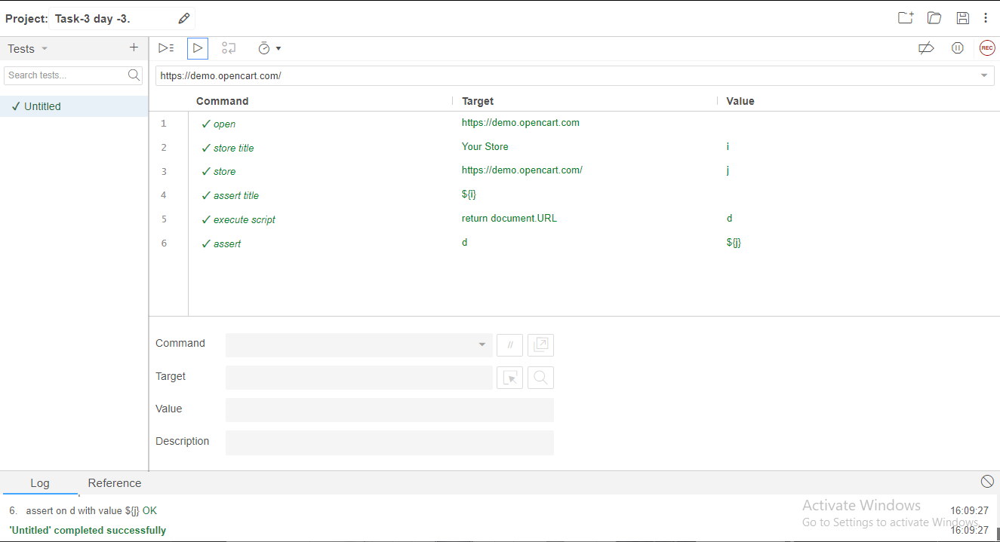 Project: Task-3 day -3.
Tests
Search tests...
✓ Untitled
REC
https://demo.opencart.com/
Command Target Value
1 ✓ open https://demo.opencart.com
2 ✓ store title Your Store i
3 ✓ store https://demo.opencart.com/ j
4 ✓ assert title ${i}
5 ✓ execute script return document.URL d
6 ✓ assert d ${j}
Command //
Target
Value
Description
Log Reference
6. assert on d with value ${j} OK 16:09:27
'Untitled' completed successfully 16:09:27
Activate Windows
Go to Settings to activate Windows.